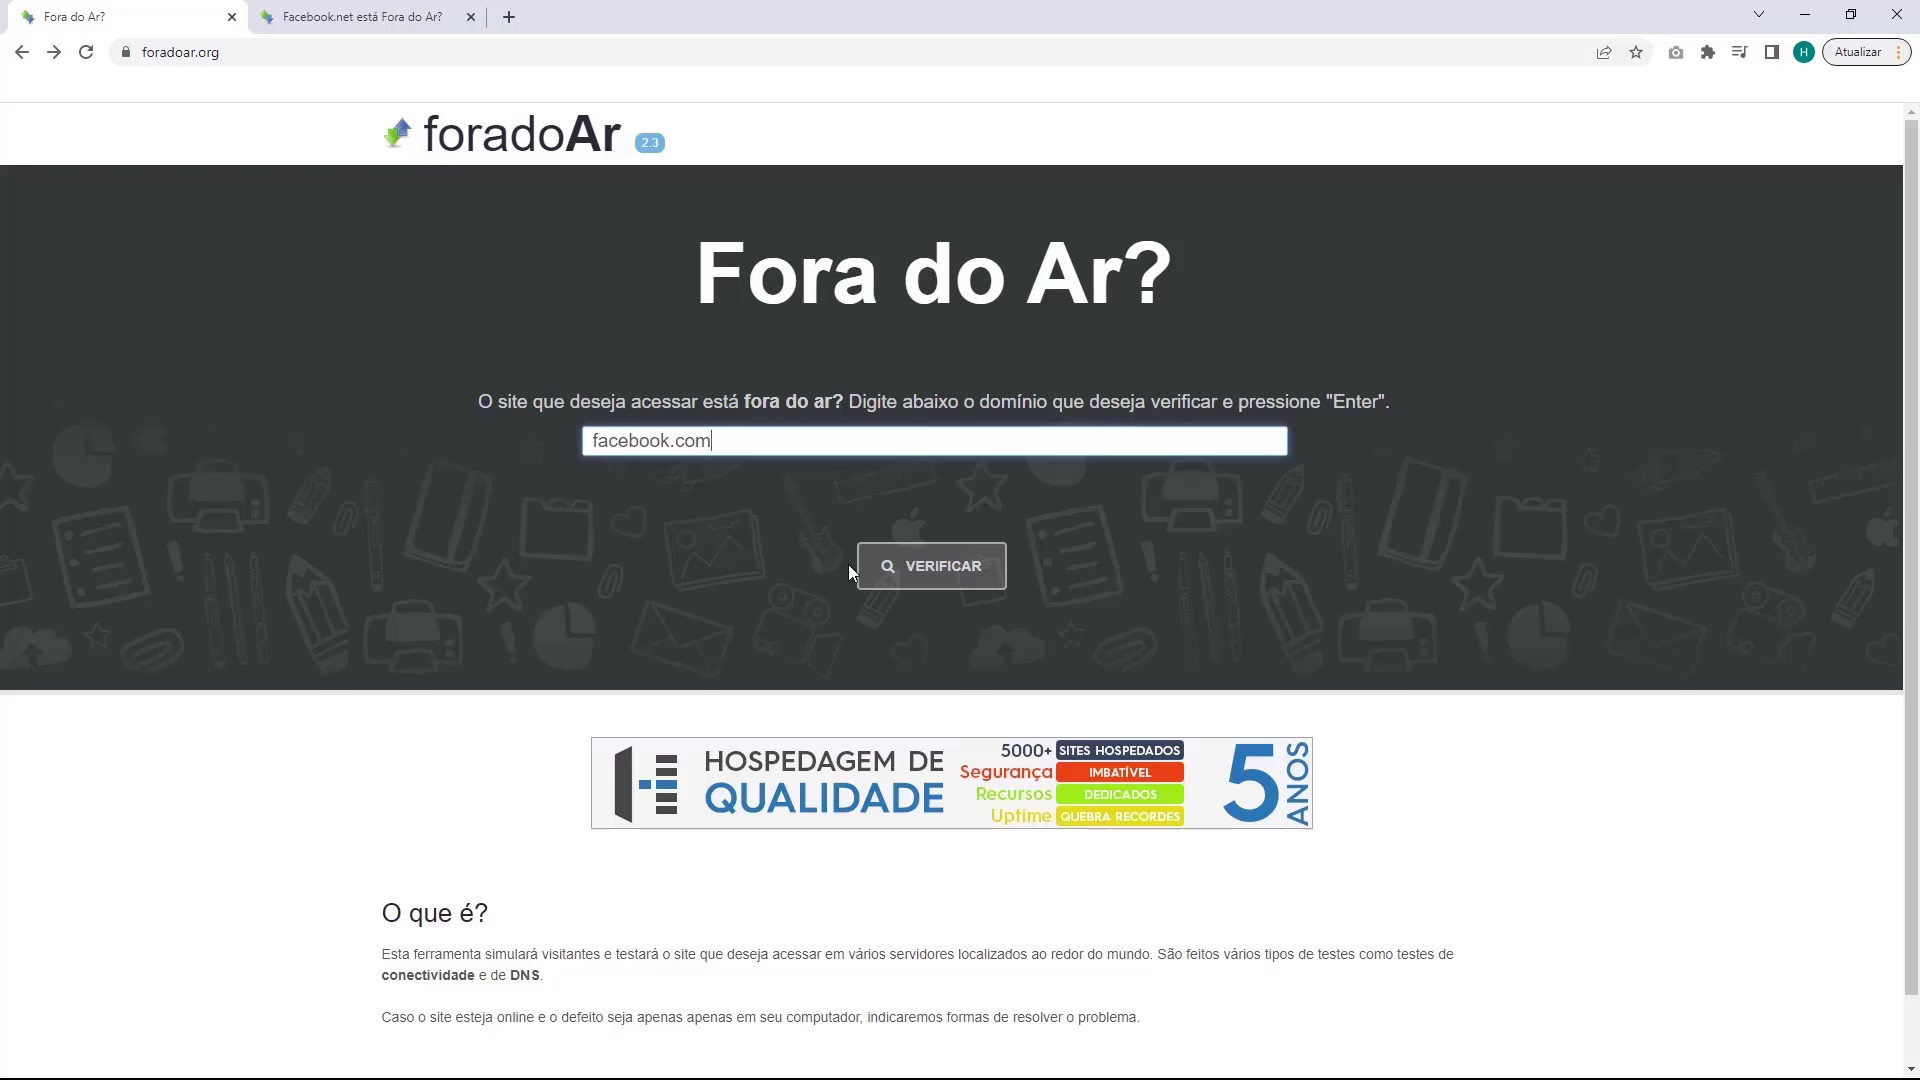 Fora do Ar?
Facebook.net está Fora do Ar?
foradoar.org
H
Atualizar
foradoAr 2.3
Fora do Ar?
O site que deseja acessar está fora do ar? Digite abaixo o domínio que deseja verificar e pressione "Enter".
facebook.com
VERIFICAR
HOSPEDAGEM DE
QUALIDADE
5000+ SITES HOSPEDADOS
Segurança IMBATÍVEL
Recursos DEDICADOS
Uptime QUEBRA RECORDES
5 ANOS
O que é?
Esta ferramenta simulará visitantes e testará o site que deseja acessar em vários servidores localizados ao redor do mundo. São feitos vários tipos de testes como testes de
conectividade e de DNS.
Caso o site esteja online e o defeito seja apenas apenas em seu computador, indicaremos formas de resolver o problema.